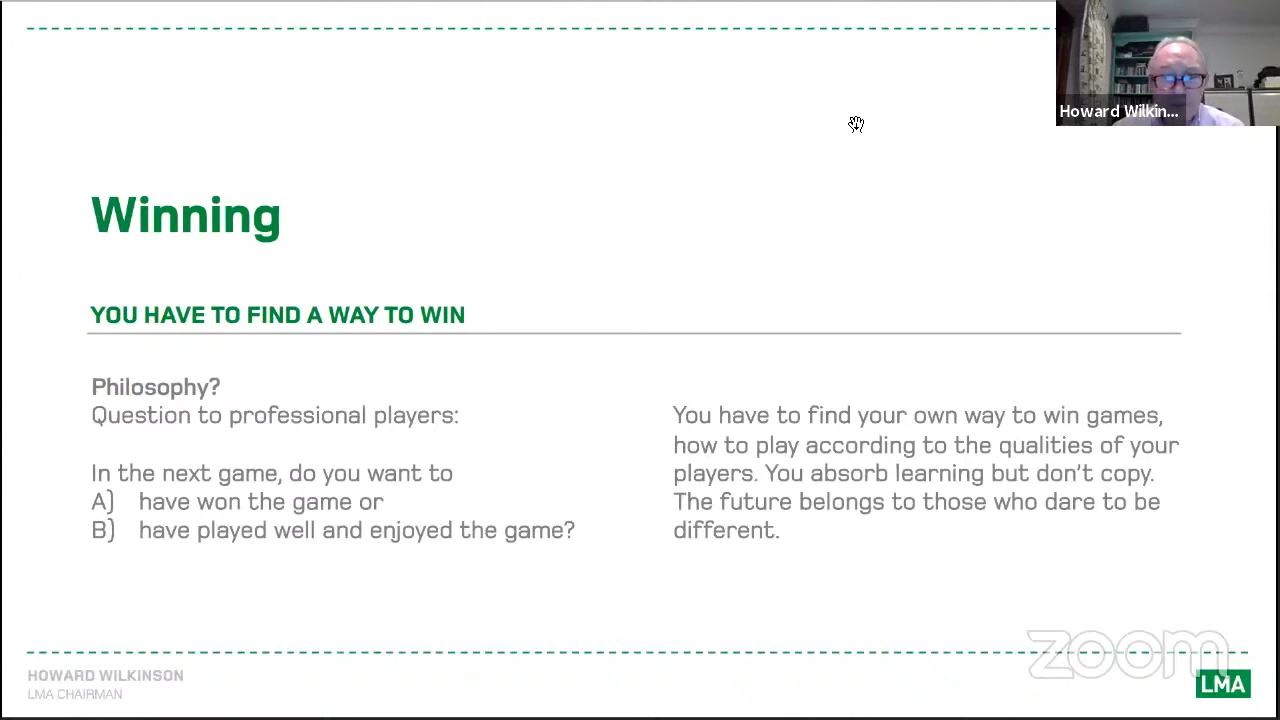 Howard Wilkin...
Winning
YOU HAVE TO FIND A WAY TO WIN
Philosophy?
Question to professional players:
In the next game, do you want to
A) have won the game or
B) have played well and enjoyed the game?
You have to find your own way to win games,
how to play according to the qualities of your
players. You absorb learning but don't copy.
The future belongs to those who dare to be
different.
zoom
HOWARD WILKINSON
LMA CHAIRMAN
LMA